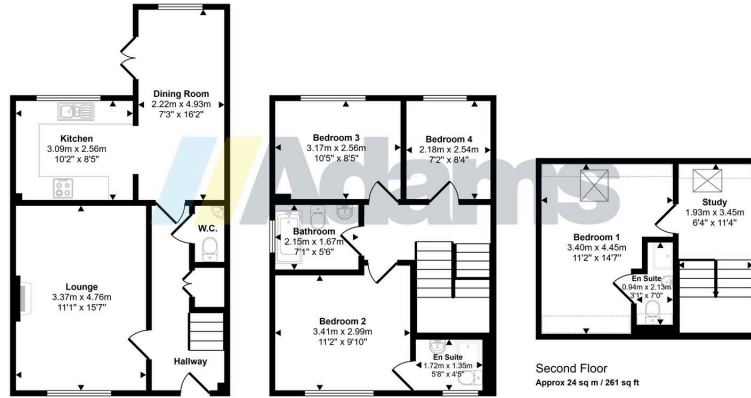 Dining Room
2.22m x 4.93m
7'3" x 16'2"
Kitchen
3.09m x 2.56m
10'2" x 8'5"
W.C.
Lounge
3.37m x 4.76m
11'1" x 15'7"
Hallway
Bedroom 3
3.17m x 2.56m
10'5" x 8'5"
Bedroom 4
2.18m x 2.54m
7'2" x 8'4"
Bathroom
2.15m x 1.67m
7'1" x 5'6"
Bedroom 2
3.41m x 2.99m
11'2" x 9'10"
En Suite
1.72m x 1.35m
5'8" x 4'5"
Bedroom 1
3.40m x 4.45m
11'2" x 14'7"
Study
1.93m x 3.45m
6'4" x 11'4"
En Suite
0.94m x 2.13m
3'1" x 7'0"
Second Floor
Approx 24 sq m / 261 sq ft
Adams